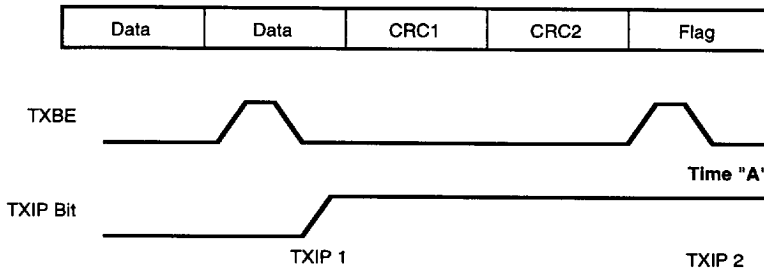 Data Data CRC1 CRC2 Flag
TXBE
Time "A"
TXIP Bit
TXIP 1 TXIP 2